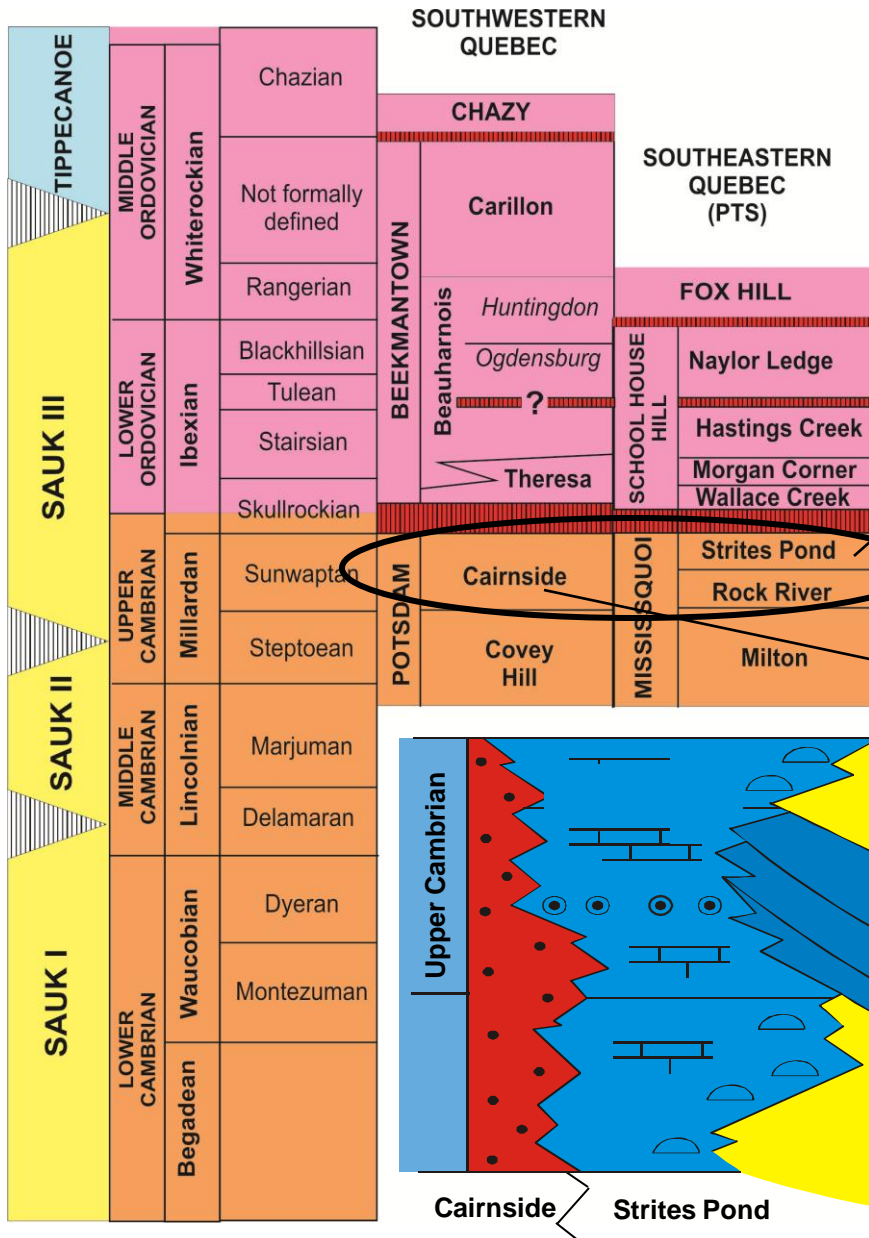 SOUTHWESTERN
QUEBEC
SOUTHEASTERN
QUEBEC
(PTS)
TIPPECANOE
SAUK III
SAUK II
SAUK I
MIDDLE
ORDOVICIAN
LOWER
ORDOVICIAN
UPPER
CAMBRIAN
MIDDLE
CAMBRIAN
LOWER
CAMBRIAN
Whiterockian
Ibexian
Millardan
Lincolnian
Waucobian
Begadean
Chazian
Not formally
defined
Rangerian
Blackhillsian
Tulean
Stairsian
Skullrockian
Sunwaptan
Steptoean
Marjuman
Delamaran
Dyeran
Montezuman
CHAZY
BEEKMANTOWN
Carillon
Beauharnois
Huntingdon
Ogdensburg
?
Theresa
POTSDAM
Cairnside
Covey
Hill
FOX HILL
SCHOOL HOUSE
HILL
Naylor Ledge
Hastings Creek
Morgan Corner
Wallace Creek
MISSISSQUOI
Strites Pond
Rock River
Milton
Upper Cambrian
Cairnside
Strites Pond